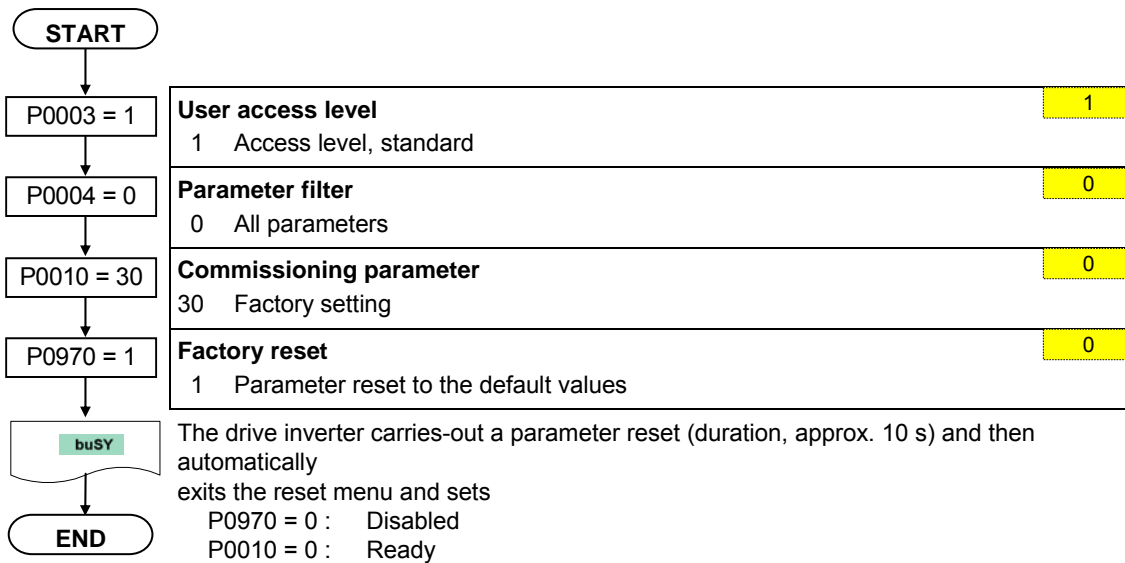 START
P0003 = 1
User access level 1
1 Access level, standard
P0004 = 0
Parameter filter 0
0 All parameters
P0010 = 30
Commissioning parameter 0
30 Factory setting
P0970 = 1
Factory reset 0
1 Parameter reset to the default values
buSY
The drive inverter carries-out a parameter reset (duration, approx. 10 s) and then
automatically
exits the reset menu and sets
P0970 = 0 : Disabled
P0010 = 0 : Ready
END